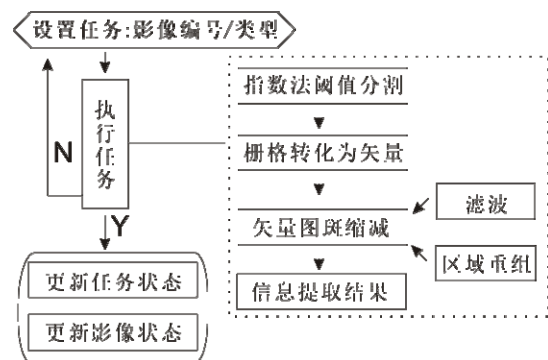 设置任务:影像编号/类型
执行任务
N
Y
更新任务状态
更新影像状态
指数法阈值分割
栅格转化为矢量
矢量图斑缩减
滤波
区域重组
信息提取结果